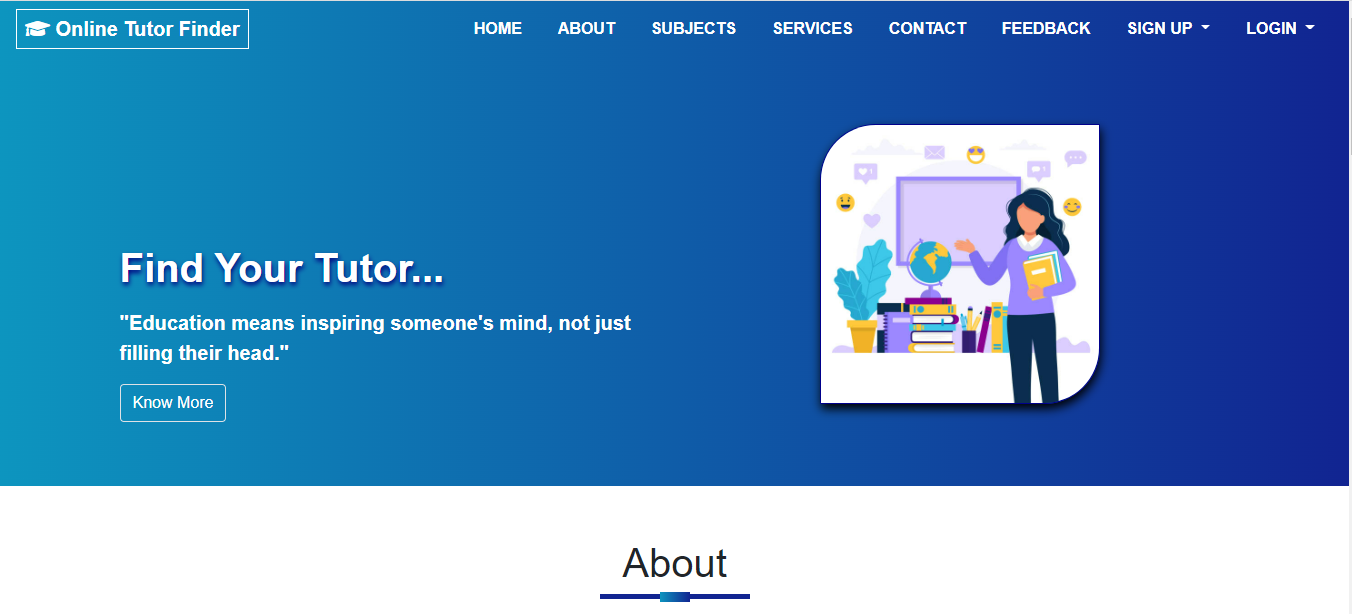 Online Tutor Finder
HOME ABOUT SUBJECTS SERVICES CONTACT FEEDBACK SIGN UP LOGIN
Find Your Tutor...
"Education means inspiring someone's mind, not just
filling their head."
Know More
About